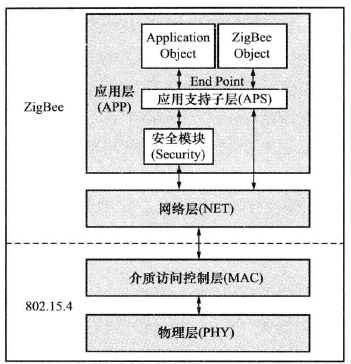 Application
Object
ZigBee
Object
End Point
应用层
(APP)
应用支持子层(APS)
ZigBee
安全模块
(Security)
网络层(NET)
介质访问控制层(MAC)
802.15.4
物理层(PHY)